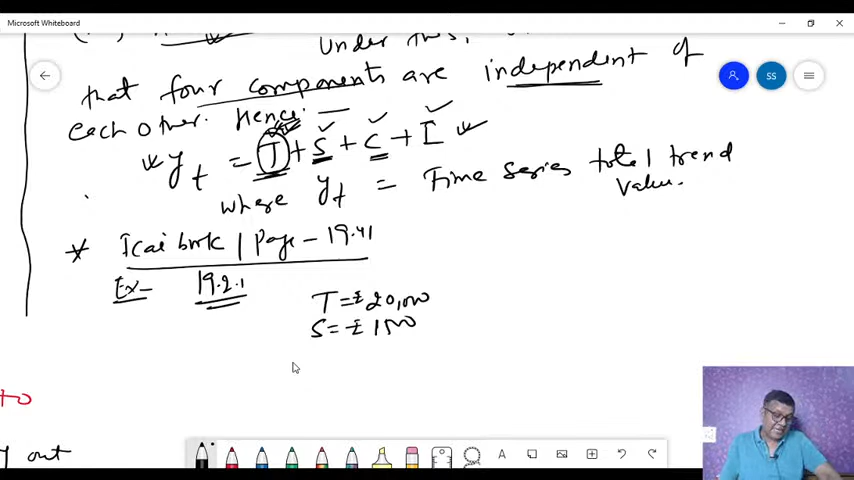 Microsoft Whiteboard
Under this,
that four components are independent of
each other. Hence: —
yt = T + S + C + I
where yt = Time series total trend
value.
* Icai book | Page - 19.41
Ex- 19.2.1
T = ₹ 20,000
S = ₹ 1500
to
y out
SS
A